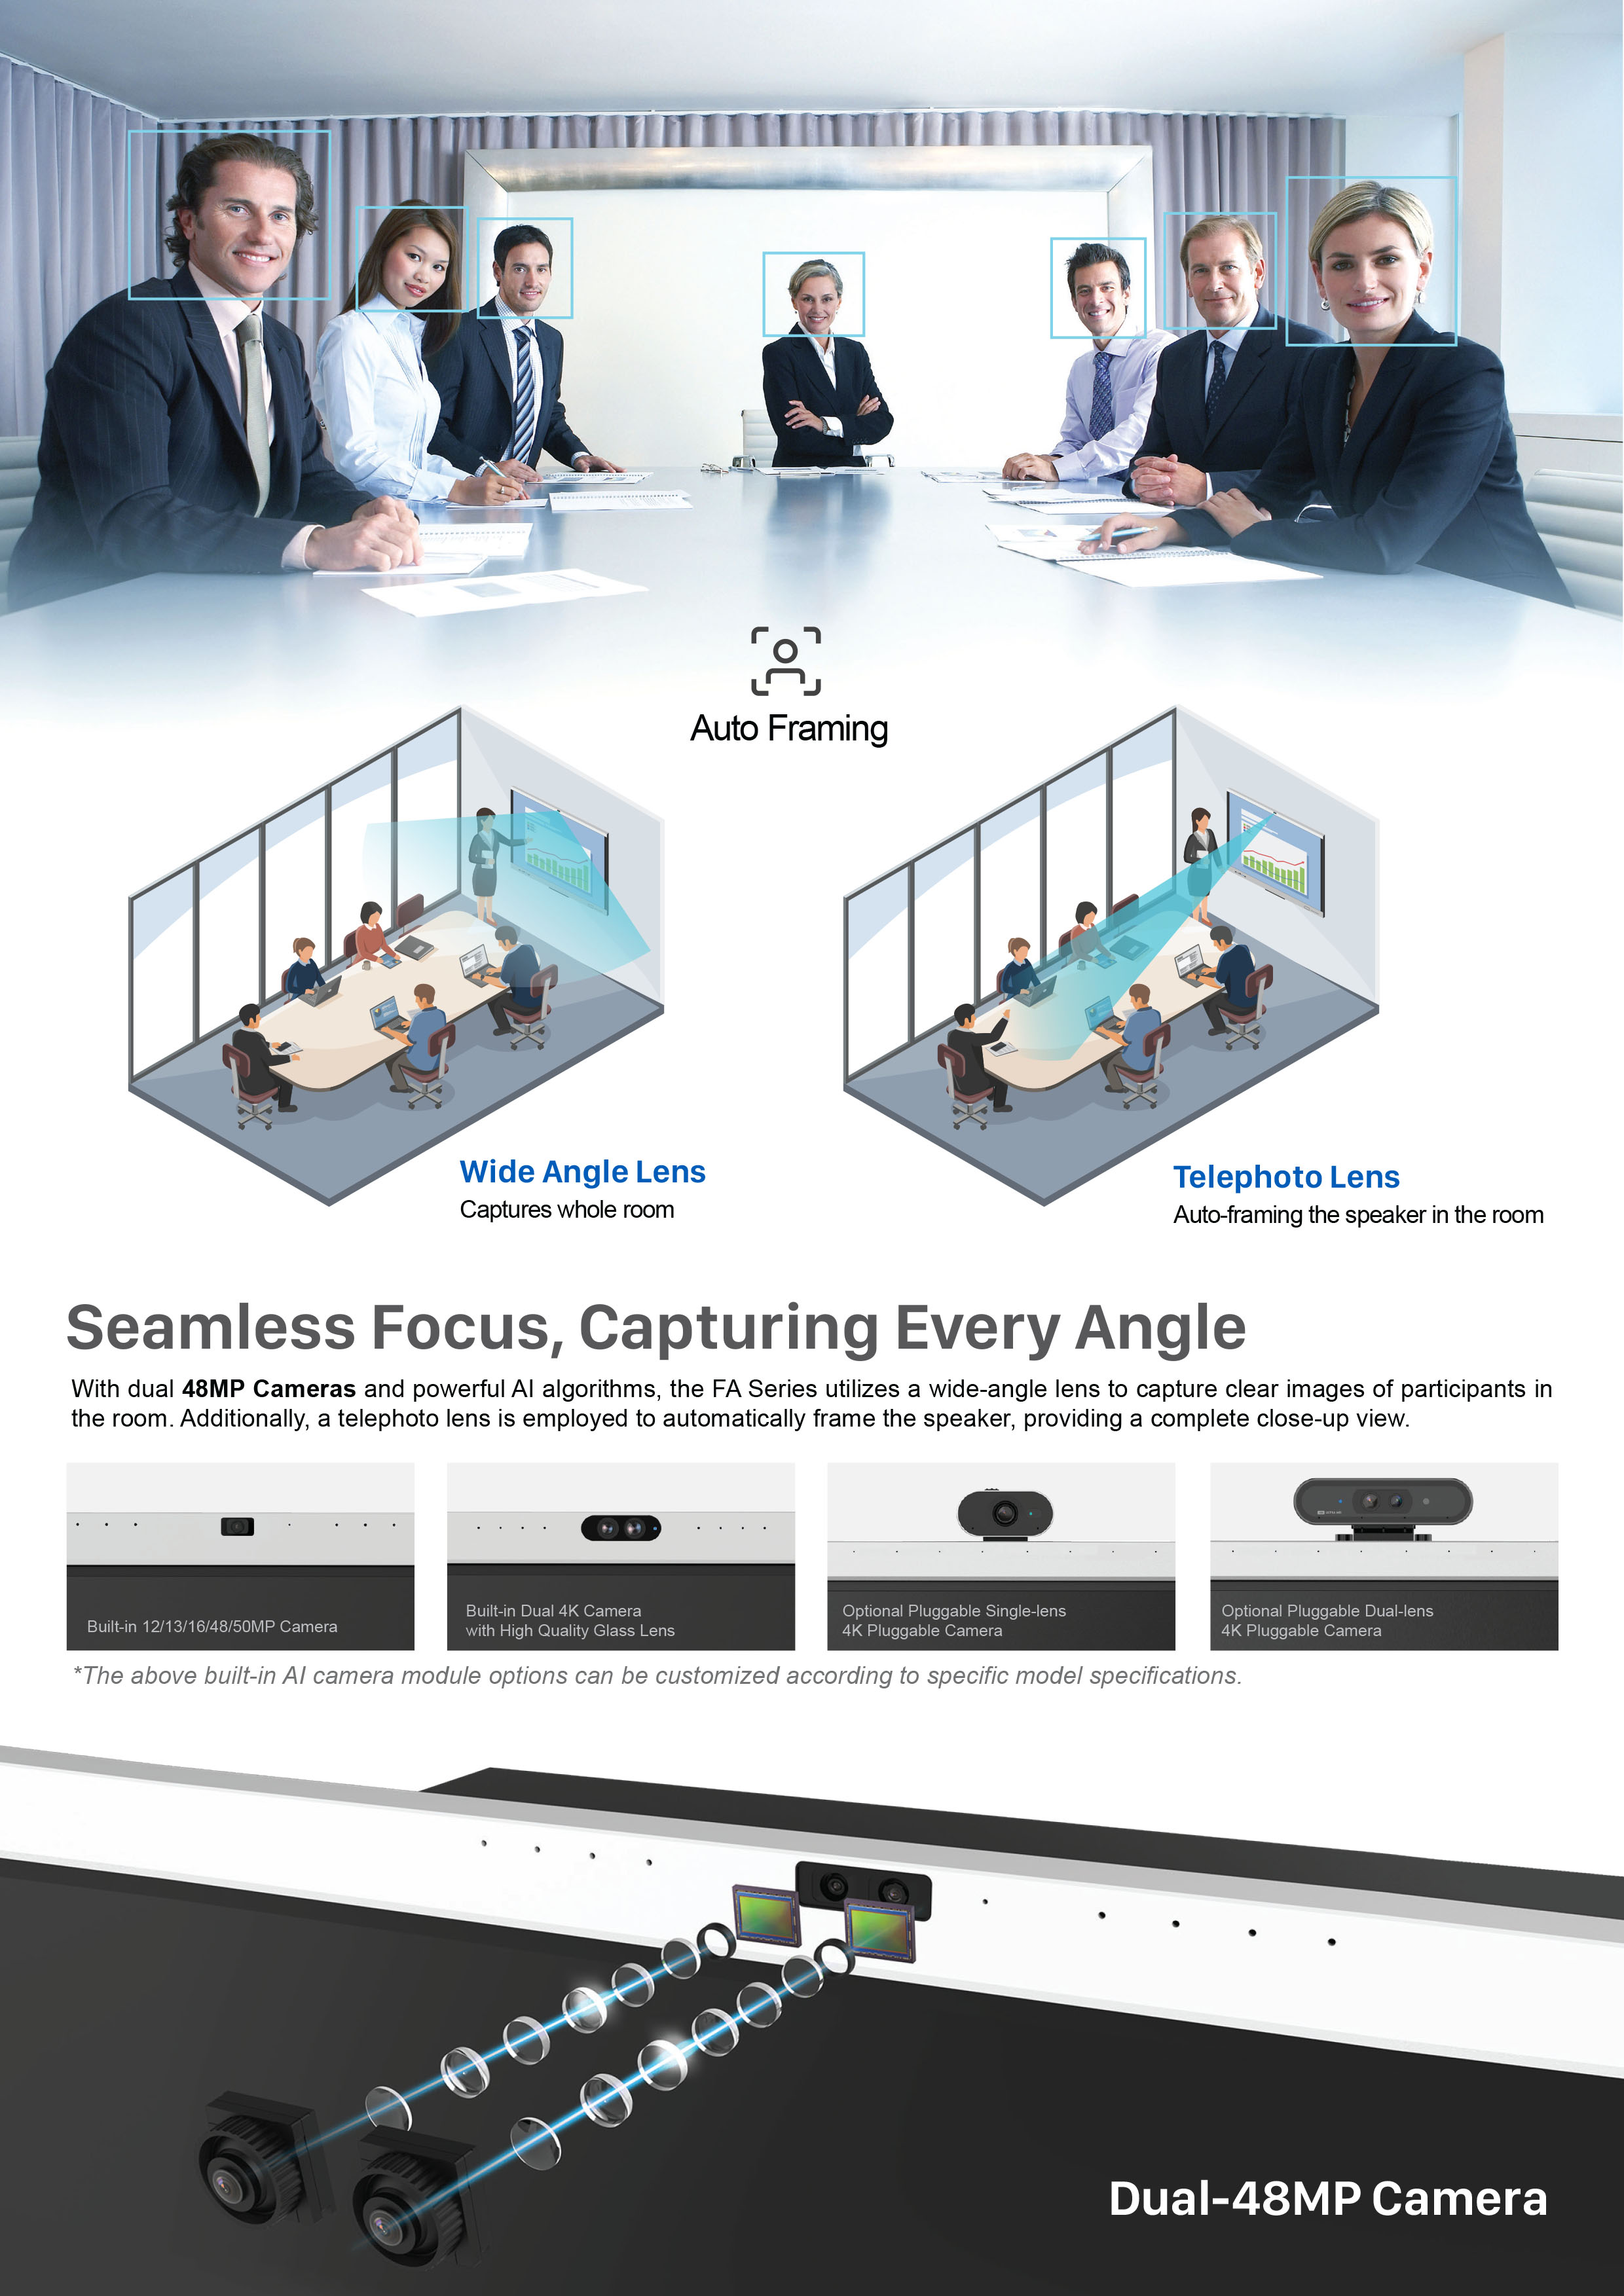 Auto Framing
Wide Angle Lens
Captures whole room
Telephoto Lens
Auto-framing the speaker in the room
Seamless Focus, Capturing Every Angle
With dual 48MP Cameras and powerful AI algorithms, the FA Series utilizes a wide-angle lens to capture clear images of participants in
the room. Additionally, a telephoto lens is employed to automatically frame the speaker, providing a complete close-up view.
Built-in 12/13/16/48/50MP Camera
Built-in Dual 4K Camera
with High Quality Glass Lens
Optional Pluggable Single-lens
4K Pluggable Camera
Optional Pluggable Dual-lens
4K Pluggable Camera
*The above built-in AI camera module options can be customized according to specific model specifications.
Dual-48MP Camera